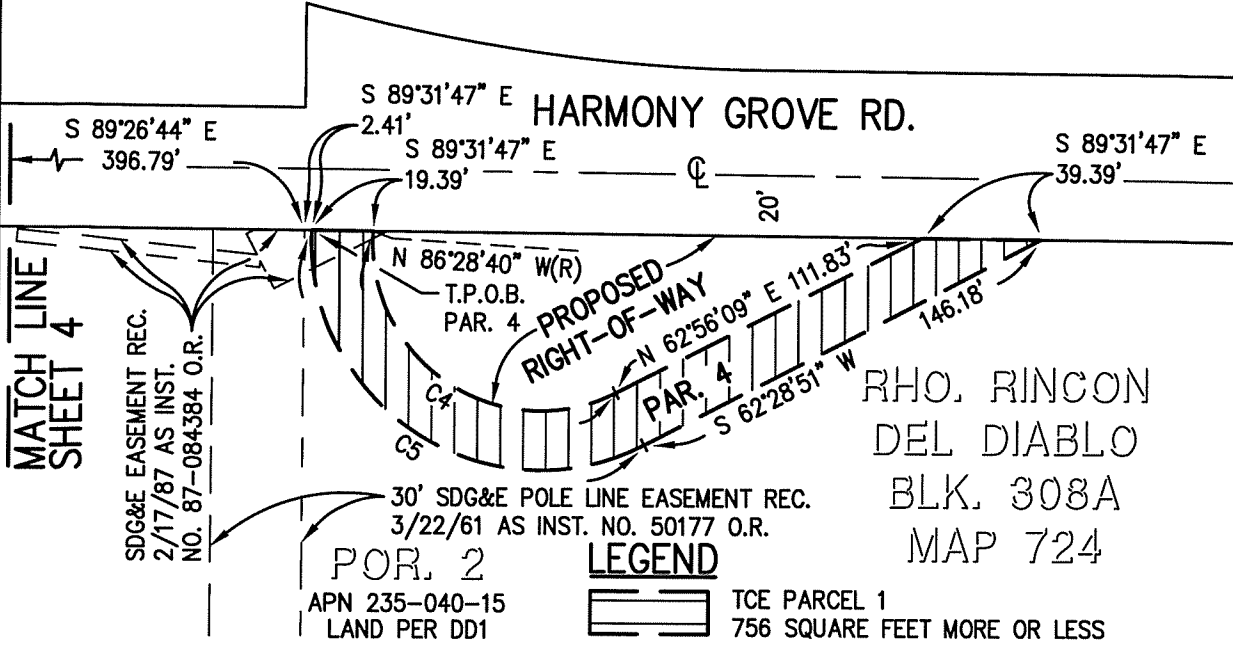 S 89°31'47" E
2.41'
HARMONY GROVE RD.
S 89°26'44" E
396.79'
S 89°31'47" E
19.39'
S 89°31'47" E
39.39'
℄
20'
MATCH LINE
SHEET 4
SDG&E EASEMENT REC.
2/17/87 AS INST.
NO. 87-084384 O.R.
N 86°28'40" W(R)
T.P.O.B.
PAR. 4
PROPOSED
RIGHT-OF-WAY
N 62°56'09" E 111.83'
146.18'
PAR. 4
S 62°28'51" W
C4
C5
RHO. RINCON
DEL DIABLO
BLK. 308A
MAP 724
30' SDG&E POLE LINE EASEMENT REC.
3/22/61 AS INST. NO. 50177 O.R.
POR. 2
APN 235-040-15
LAND PER DD1
LEGEND
TCE PARCEL 1
756 SQUARE FEET MORE OR LESS